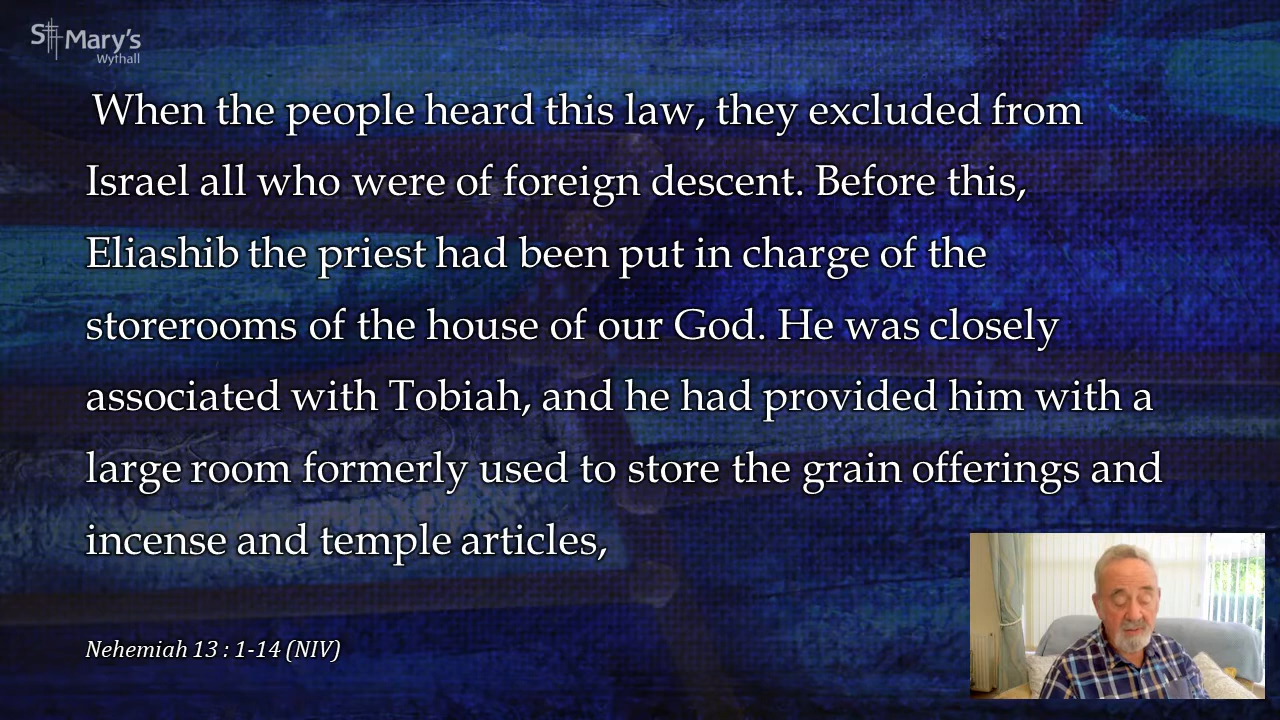 St Mary's
Wythall
When the people heard this law, they excluded from
Israel all who were of foreign descent. Before this,
Eliashib the priest had been put in charge of the
storerooms of the house of our God. He was closely
associated with Tobiah, and he had provided him with a
large room formerly used to store the grain offerings and
incense and temple articles,
Nehemiah 13 : 1-14 (NIV)